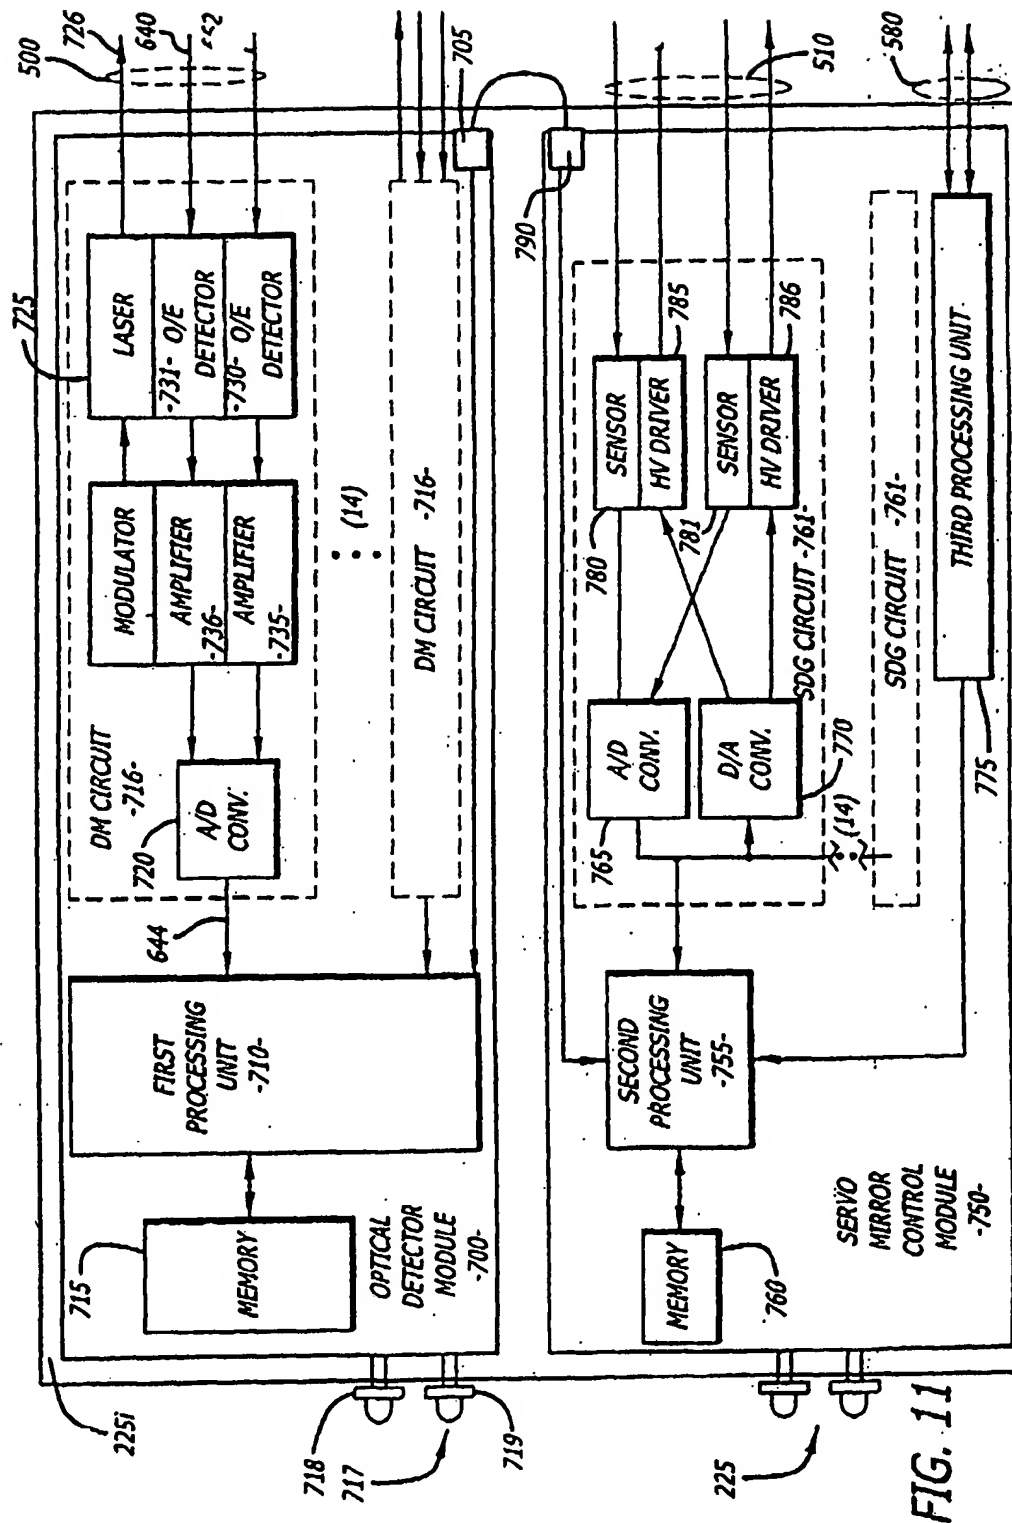 500
726
640
705
510
580
725
LASER
-731- O/E
DETECTOR
-730- O/E
DETECTOR
MODULATOR
AMPLIFIER
-736-
AMPLIFIER
-735-
DM CIRCUIT
-716-
720
A/D
CONV.
644
(14)
DM CIRCUIT -716-
FIRST
PROCESSING
UNIT
-710-
715
MEMORY
OPTICAL
DETECTOR
MODULE
-700-
225i
718
717
719
790
SENSOR
HV DRIVER
785
780
SENSOR
HV DRIVER
786
781
SDG CIRCUIT -761-
A/D
CONV.
765
D/A
CONV.
770
(14)
SDG CIRCUIT -761-
THIRD PROCESSING UNIT
775
SECOND
PROCESSING
UNIT
-755-
MEMORY
760
SERVO
MIRROR
CONTROL
MODULE
-750-
225
FIG. 11